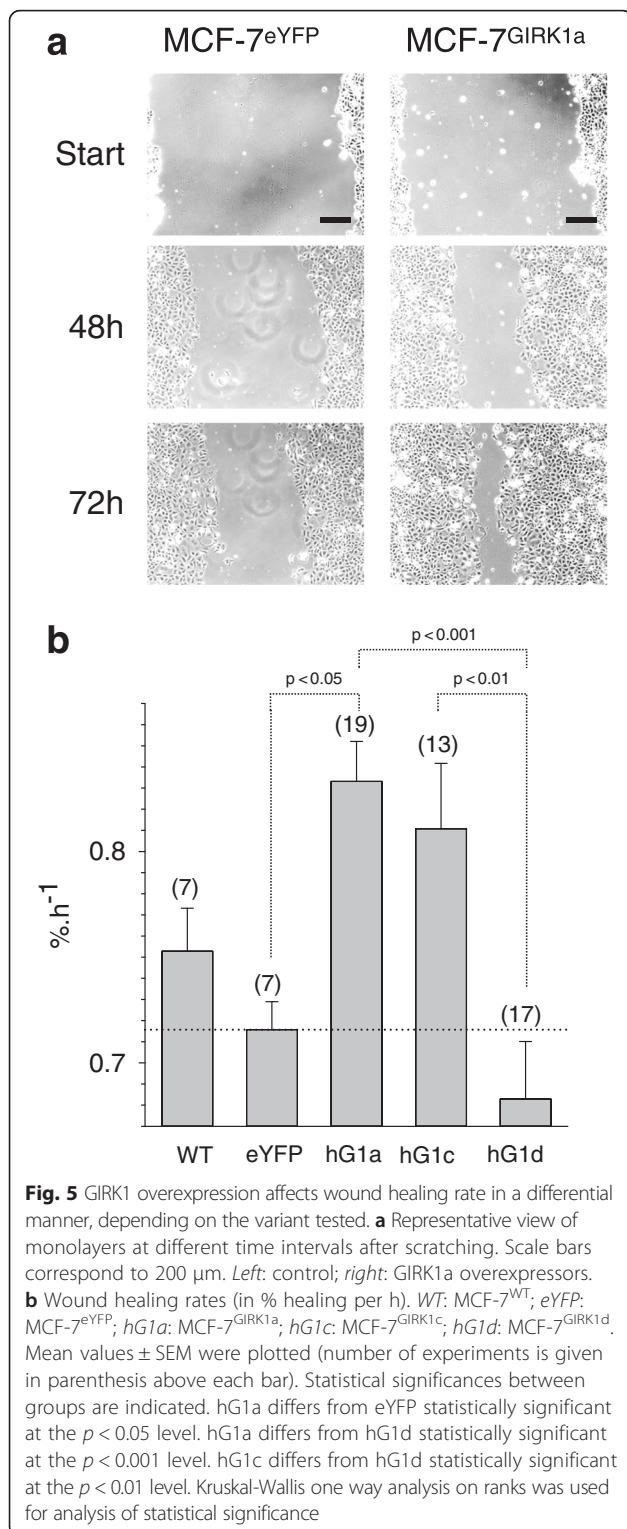 a MCF-7eYFP MCF-7GIRK1a
Start
48h
72h
b
p < 0.001
p < 0.05 p < 0.01
(19)
(13)
0.8
(7)
%.h-1
(7)
(17)
0.7
WT eYFP hG1a hG1c hG1d
Fig. 5 GIRK1 overexpression affects wound healing rate in a differential
manner, depending on the variant tested. a Representative view of
monolayers at different time intervals after scratching. Scale bars
correspond to 200 μm. Left: control; right: GIRK1a overexpressors.
b Wound healing rates (in % healing per h). WT: MCF-7WT; eYFP:
MCF-7eYFP; hG1a: MCF-7GIRK1a; hG1c: MCF-7GIRK1c; hG1d: MCF-7GIRK1d.
Mean values ± SEM were plotted (number of experiments is given
in parenthesis above each bar). Statistical significances between
groups are indicated. hG1a differs from eYFP statistically significant
at the p < 0.05 level. hG1a differs from hG1d statistically significant
at the p < 0.001 level. hG1c differs from hG1d statistically significant
at the p < 0.01 level. Kruskal-Wallis one way analysis on ranks was used
for analysis of statistical significance